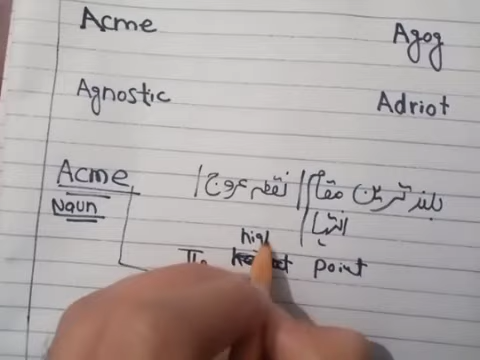 Acme Agog
Agnostic Adriot
Acme بلند ترین مقام / نقطہ عروج /
Noun انتہا /
high
point